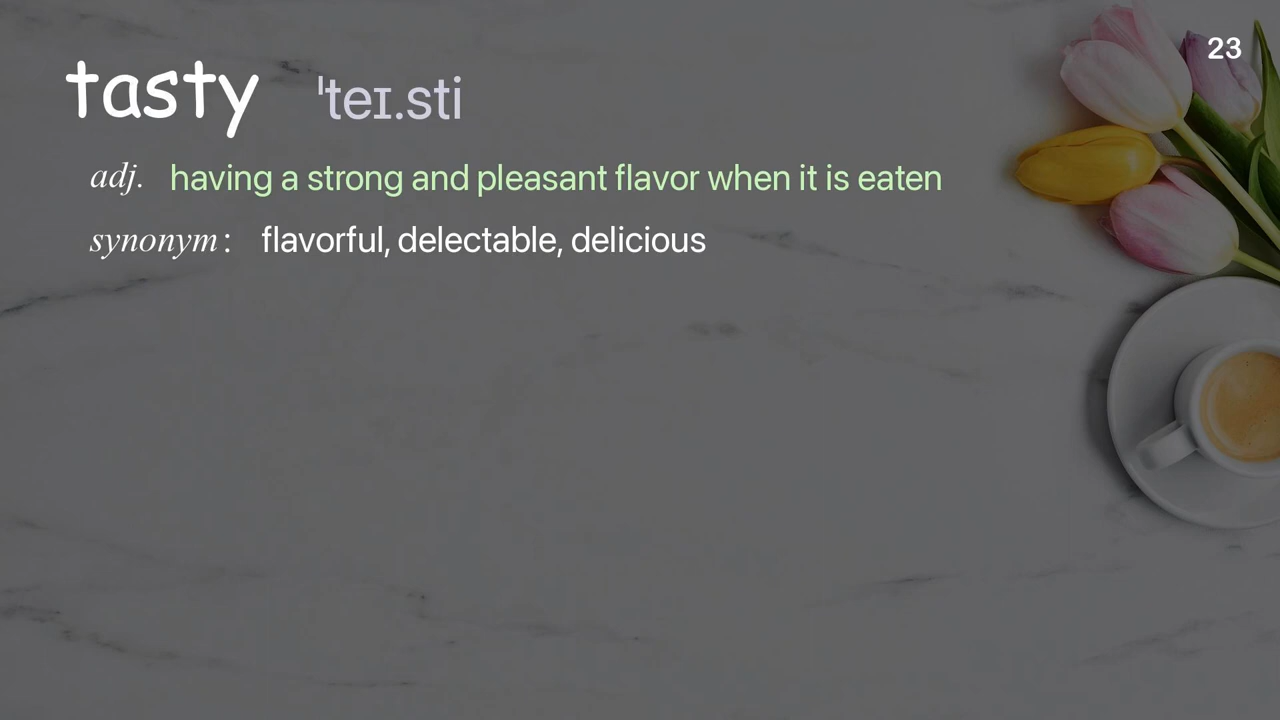 23
tasty ˈteɪ.sti
adj. having a strong and pleasant flavor when it is eaten
synonym: flavorful, delectable, delicious